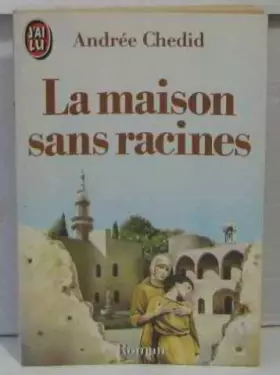 J'AI
LU
Andrée Chedid
La maison
sans racines
Roman